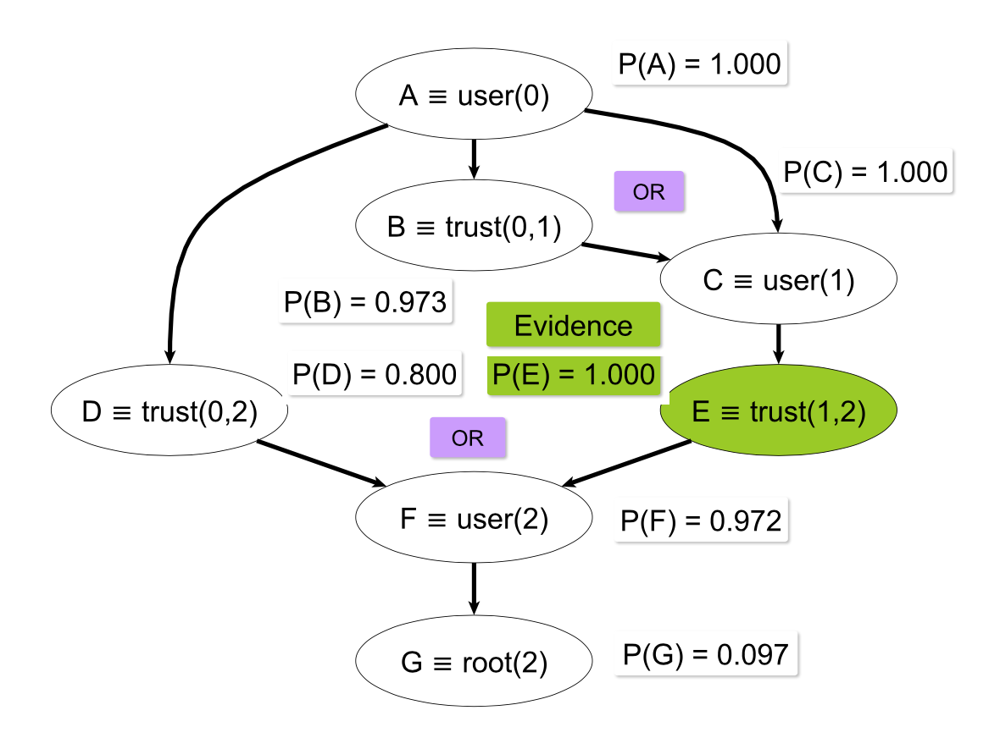 P(A) = 1.000
A ≡ user(0)
P(C) = 1.000
OR
B ≡ trust(0,1)
C ≡ user(1)
P(B) = 0.973
Evidence
P(D) = 0.800
P(E) = 1.000
D ≡ trust(0,2)
E ≡ trust(1,2)
OR
F ≡ user(2)
P(F) = 0.972
G ≡ root(2)
P(G) = 0.097